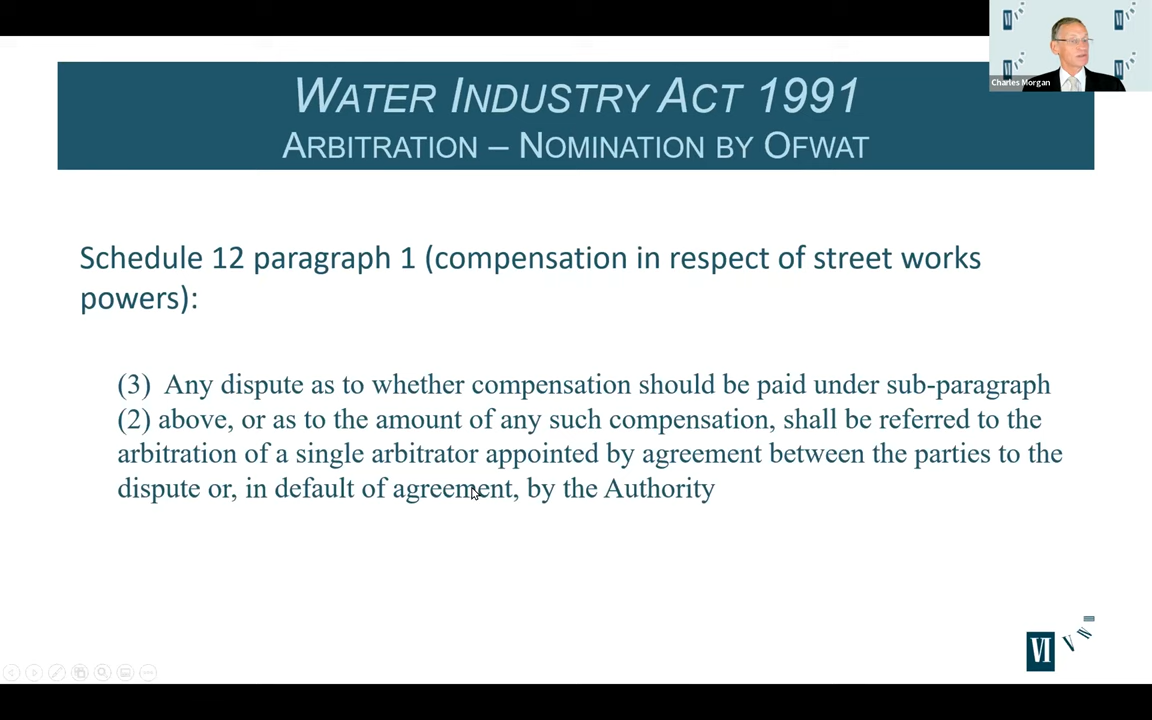 Charles Morgan
WATER INDUSTRY ACT 1991
ARBITRATION – NOMINATION BY OFWAT
Schedule 12 paragraph 1 (compensation in respect of street works
powers):
(3) Any dispute as to whether compensation should be paid under sub-paragraph
(2) above, or as to the amount of any such compensation, shall be referred to the
arbitration of a single arbitrator appointed by agreement between the parties to the
dispute or, in default of agreement, by the Authority
VI